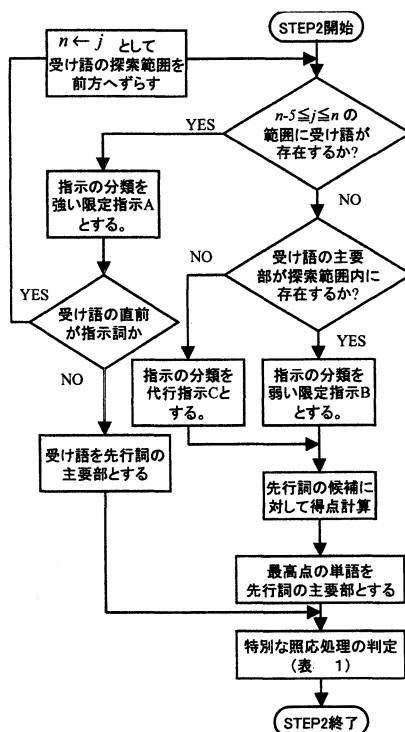 STEP2開始
n ← j として
受け語の探索範囲を
前方へずらす
n-5≦j≦n の
範囲に受け語が
存在するか?
YES
NO
指示の分類を
強い限定指示A
とする。
受け語の主要
部が探索範囲内に
存在するか?
NO
YES
YES
受け語の直前
が指示詞か
NO
指示の分類を
代行指示Cと
する。
指示の分類を
弱い限定指示B
とする。
受け語を先行詞の
主要部とする
先行詞の候補に
対して得点計算
最高点の単語を
先行詞の主要部とする
特別な照応処理の判定
(表 1)
STEP2終了